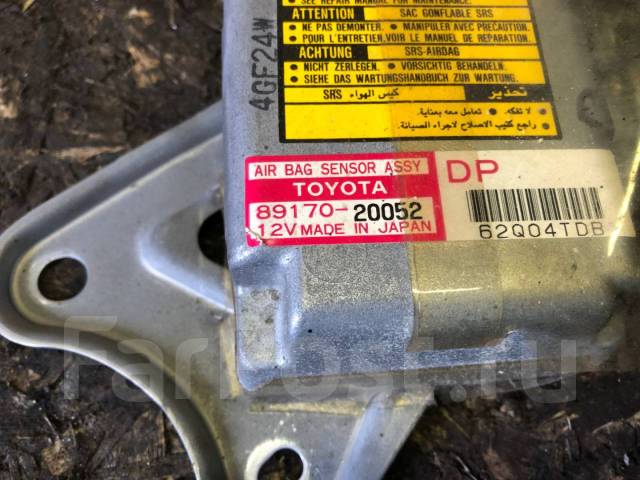 SEE REPAIR MANUAL FOR MAINTENANCE.
ATTENTION SAC GONFLABLE SRS
• NE PAS DEMONTER. • MANIPULER AVEC PRECAUTION.
• POUR L'ENTRETIEN, VOIR LE MANUEL DE REPARATION.
ACHTUNG SRS-AIRBAG
• NICHT ZERLEGEN. • VORSICHTIG BEHANDELN.
• SIEHE DAS WARTUNGSHANDBUCH ZUR WARTUNG.
تحذير كيس الهواء SRS
• لا تفكه. • تعامل معه بعناية.
• راجع كتيب الاصلاح لاجراء الصيانة.
4GF24W
AIR BAG SENSOR ASSY
TOYOTA
89170-20052
12V MADE IN JAPAN
DP
62Q04TDB
FarPost.ru